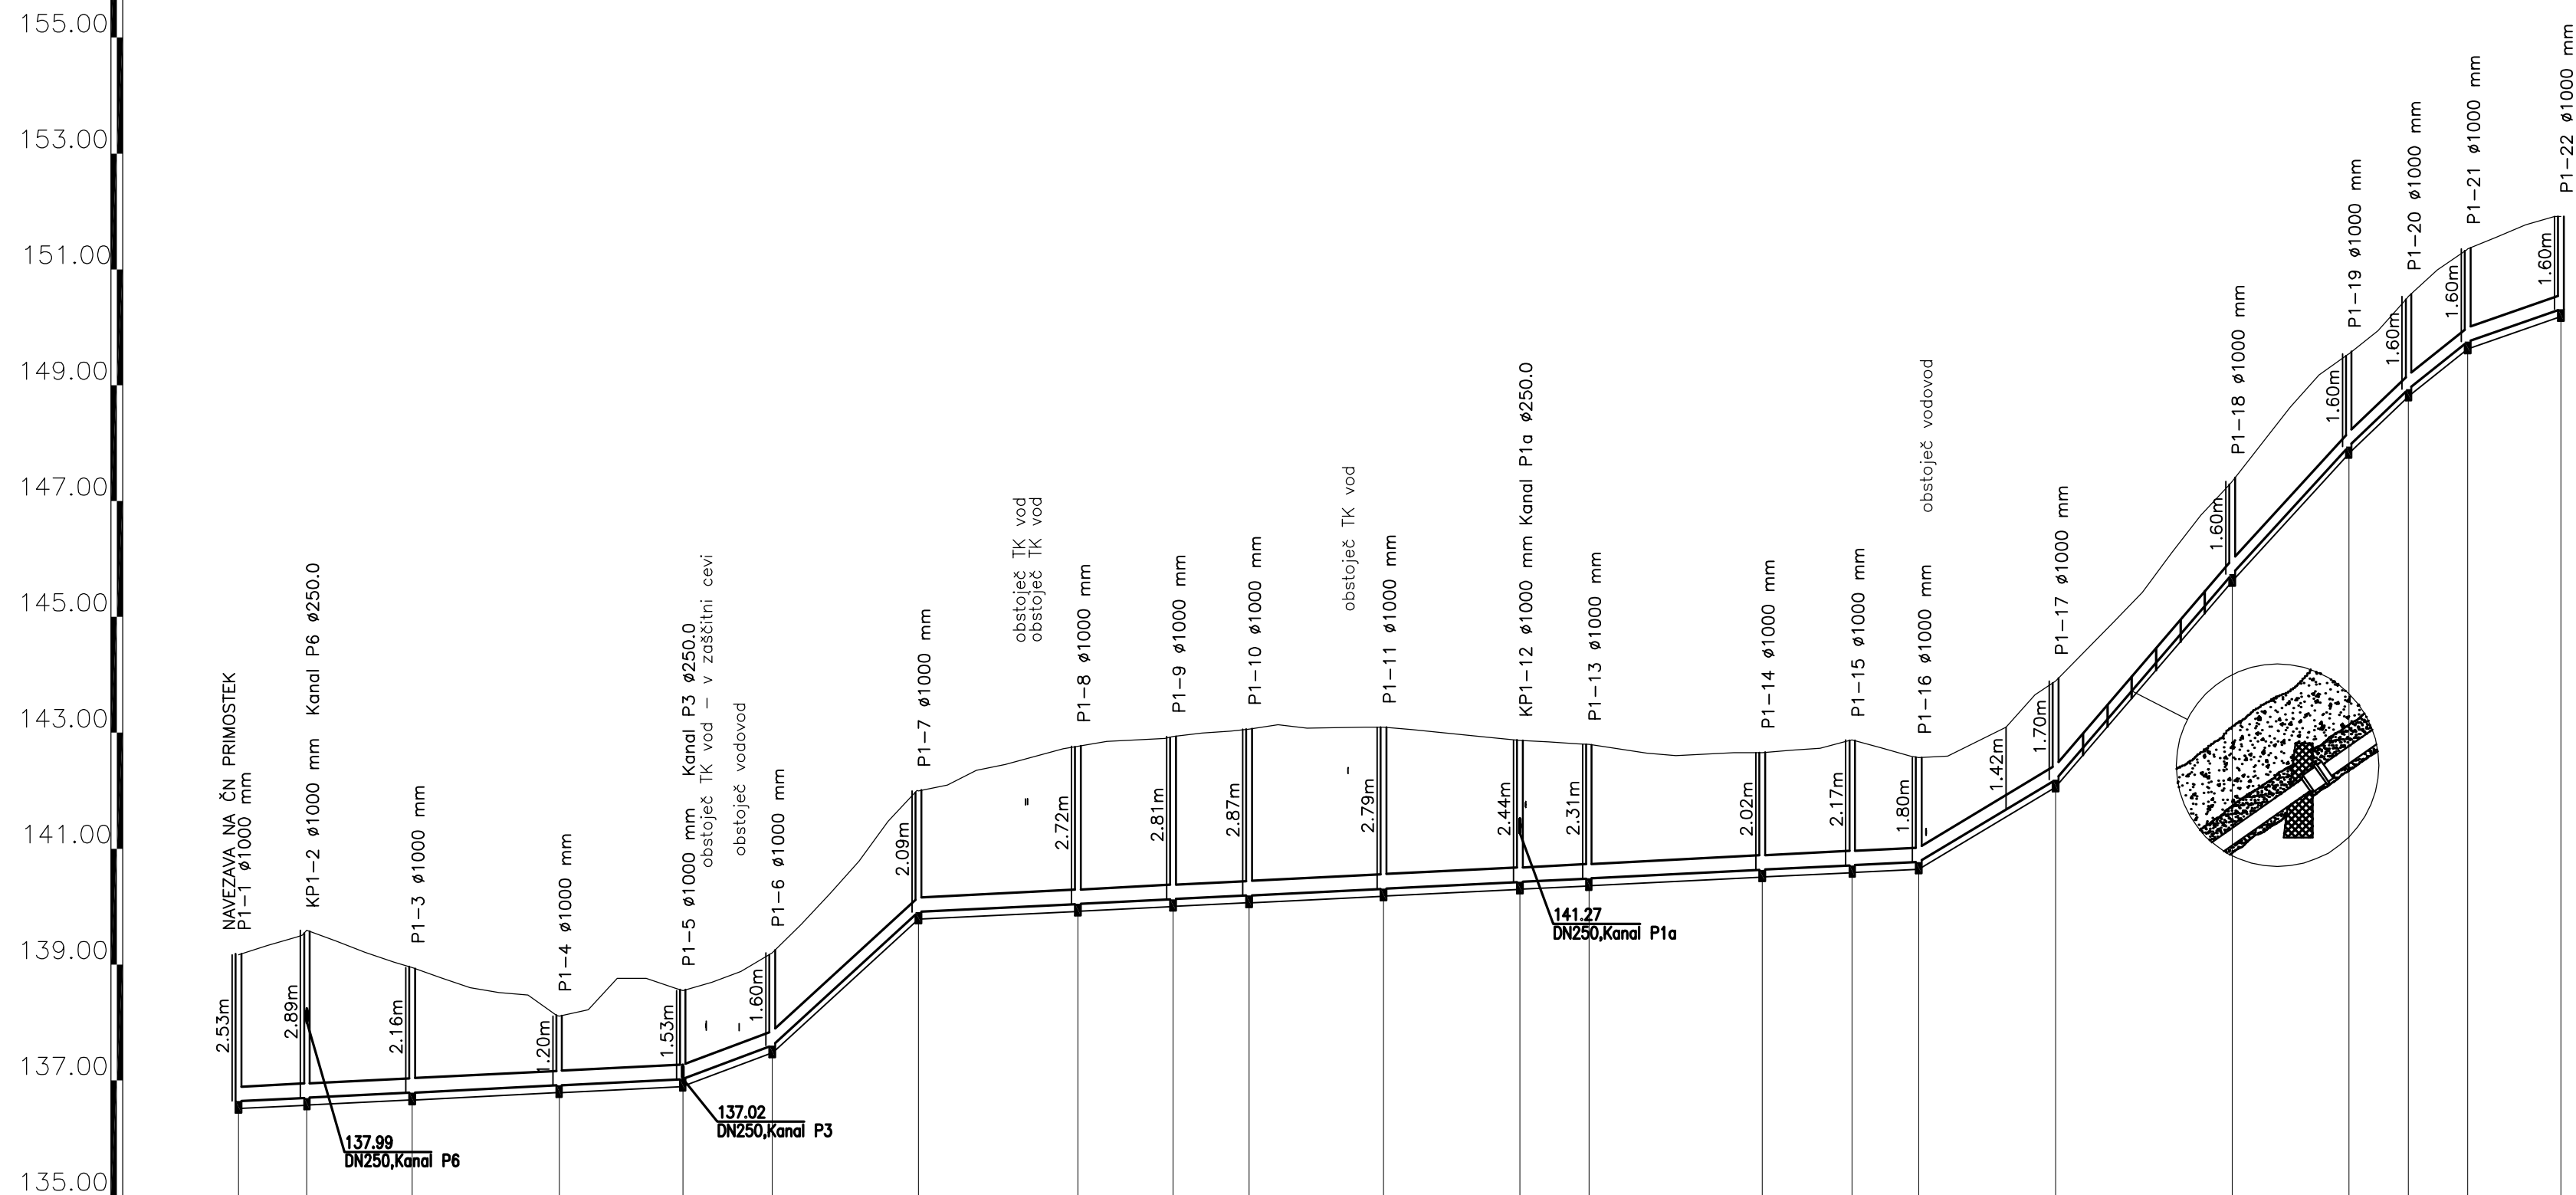 155.00
153.00
151.00
149.00
147.00
145.00
143.00
141.00
139.00
137.00
135.00
NAVEZAVA NA ČN PRIMOSTEK
P1-1 ø1000 mm
2.53m
KP1-2 ø1000 mm Kanal P6 ø250.0
2.89m
137.99
DN250,Kanal P6
P1-3 ø1000 mm
2.16m
P1-4 ø1000 mm
1.20m
P1-5 ø1000 mm Kanal P3 ø250.0
1.53m
obstoječ TK vod - v zaščitni cevi
137.02
DN250,Kanal P3
obstoječ vodovod
P1-6 ø1000 mm
1.60m
P1-7 ø1000 mm
2.09m
obstoječ TK vod
obstoječ TK vod
P1-8 ø1000 mm
2.72m
P1-9 ø1000 mm
2.81m
P1-10 ø1000 mm
2.87m
obstoječ TK vod
P1-11 ø1000 mm
2.79m
KP1-12 ø1000 mm Kanal P1a ø250.0
2.44m
141.27
DN250,Kanal P1a
P1-13 ø1000 mm
2.31m
P1-14 ø1000 mm
2.02m
P1-15 ø1000 mm
2.17m
P1-16 ø1000 mm
obstoječ vodovod
1.80m
1.42m
P1-17 ø1000 mm
1.70m
P1-18 ø1000 mm
1.60m
P1-19 ø1000 mm
1.60m
P1-20 ø1000 mm
1.60m
P1-21 ø1000 mm
1.60m
P1-22 ø1000 mm
1.60m